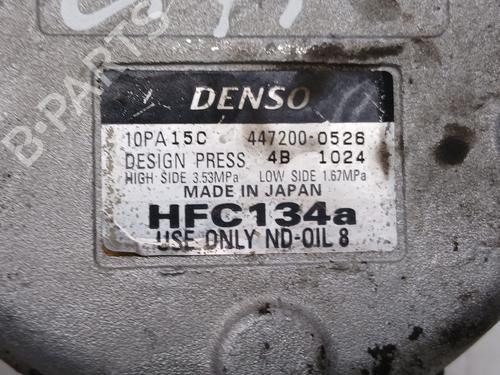 B-PARTS
DENSO
10PA15C 447200-0526
DESIGN PRESS 4B 1024
HIGH SIDE 3.53MPa LOW SIDE 1.67MPa
MADE IN JAPAN
HFC134a
USE ONLY ND-OIL 8